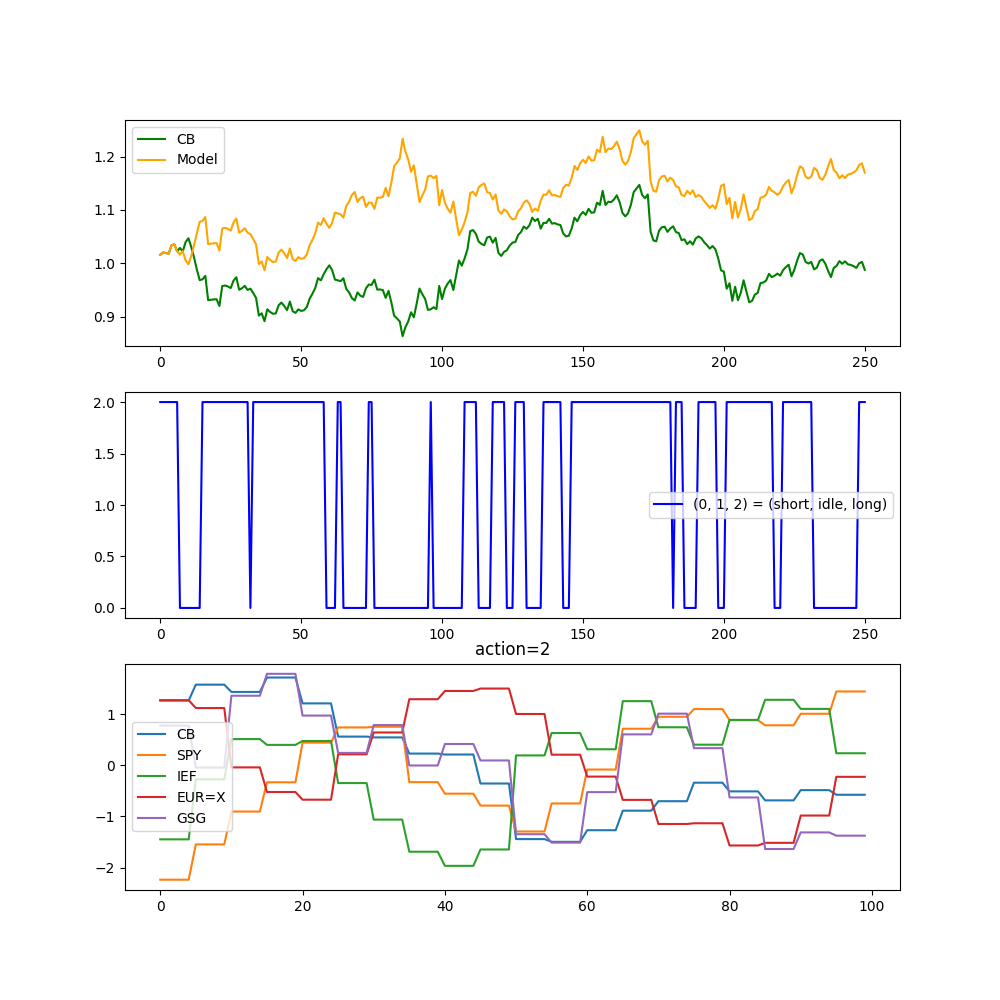 CB
Model
1.2
1.1
1.0
0.9
0 50 100 150 200 250
2.0
1.5
1.0
0.5
0.0
(0, 1, 2) = (short, idle, long)
0 50 100 150 200 250
action=2
1
0
−1
−2
CB
SPY
IEF
EUR=X
GSG
0 20 40 60 80 100